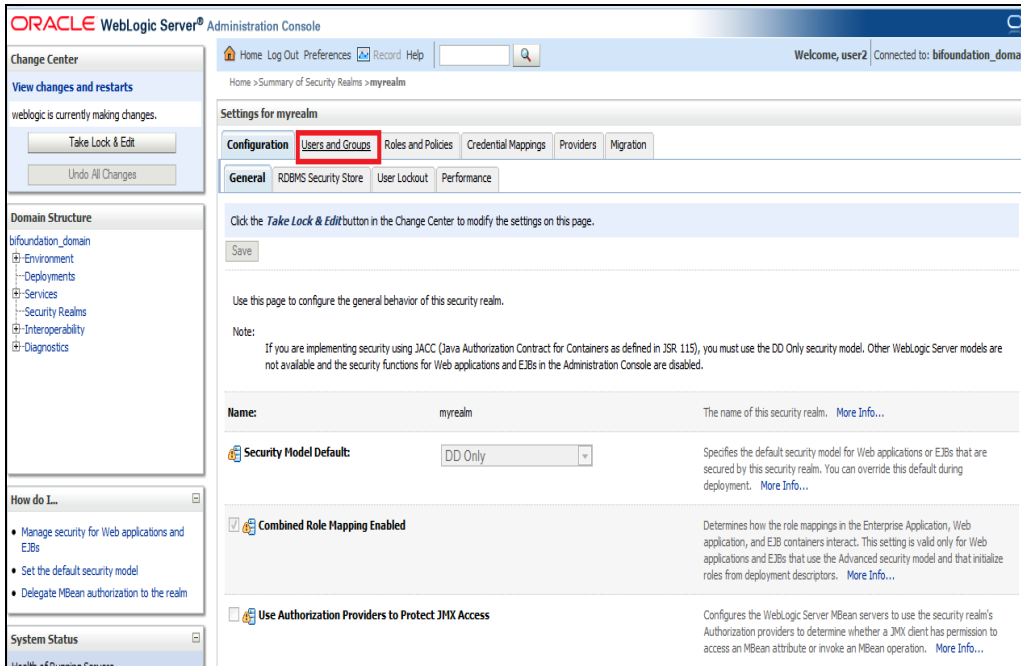 ORACLE WebLogic Server® Administration Console
Change Center
View changes and restarts
weblogic is currently making changes.
Take Lock & Edit
Undo All Changes
Domain Structure
bifoundation_domain
Environment
Deployments
Services
Security Realms
Interoperability
Diagnostics
How do I...
Manage security for Web applications and
EJBs
Set the default security model
Delegate MBean authorization to the realm
System Status
Health of Running Servers
Home Log Out Preferences Record Help
Welcome, user2 Connected to: bifoundation_doma
Home >Summary of Security Realms >myrealm
Settings for myrealm
Configuration Users and Groups Roles and Policies Credential Mappings Providers Migration
General RDBMS Security Store User Lockout Performance
Click the Take Lock & Edit button in the Change Center to modify the settings on this page.
Save
Use this page to configure the general behavior of this security realm.
Note:
If you are implementing security using JACC (Java Authorization Contract for Containers as defined in JSR 115), you must use the DD Only security model. Other WebLogic Server models are
not available and the security functions for Web applications and EJBs in the Administration Console are disabled.
Name: myrealm The name of this security realm. More Info...
Security Model Default: DD Only Specifies the default security model for Web applications or EJBs that are
secured by this security realm. You can override this default during
deployment. More Info...
Combined Role Mapping Enabled Determines how the role mappings in the Enterprise Application, Web
application, and EJB containers interact. This setting is valid only for Web
applications and EJBs that use the Advanced security model and that initialize
roles from deployment descriptors. More Info...
Use Authorization Providers to Protect JMX Access Configures the WebLogic Server MBean servers to use the security realm's
Authorization providers to determine whether a JMX client has permission to
access an MBean attribute or invoke an MBean operation. More Info...